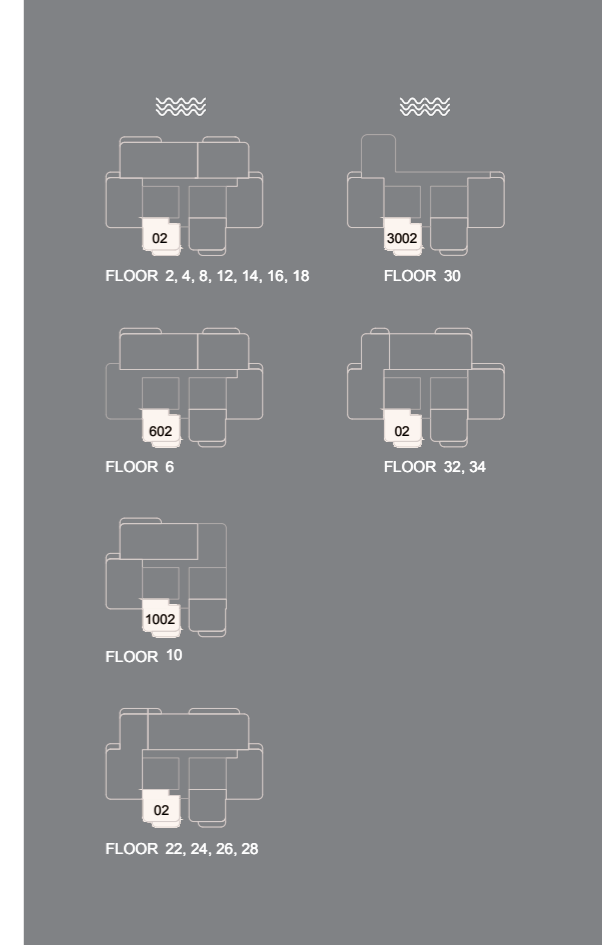 02
FLOOR 2, 4, 8, 12, 14, 16, 18
3002
FLOOR 30
602
FLOOR 6
02
FLOOR 32, 34
1002
FLOOR 10
02
FLOOR 22, 24, 26, 28